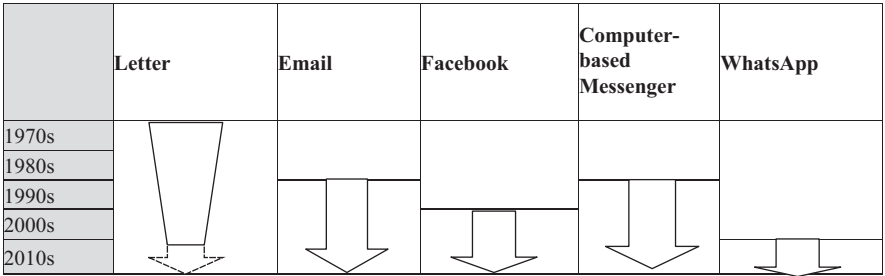 Letter
Email
Facebook
Computer-
based
Messenger
WhatsApp
1970s
1980s
1990s
2000s
2010s